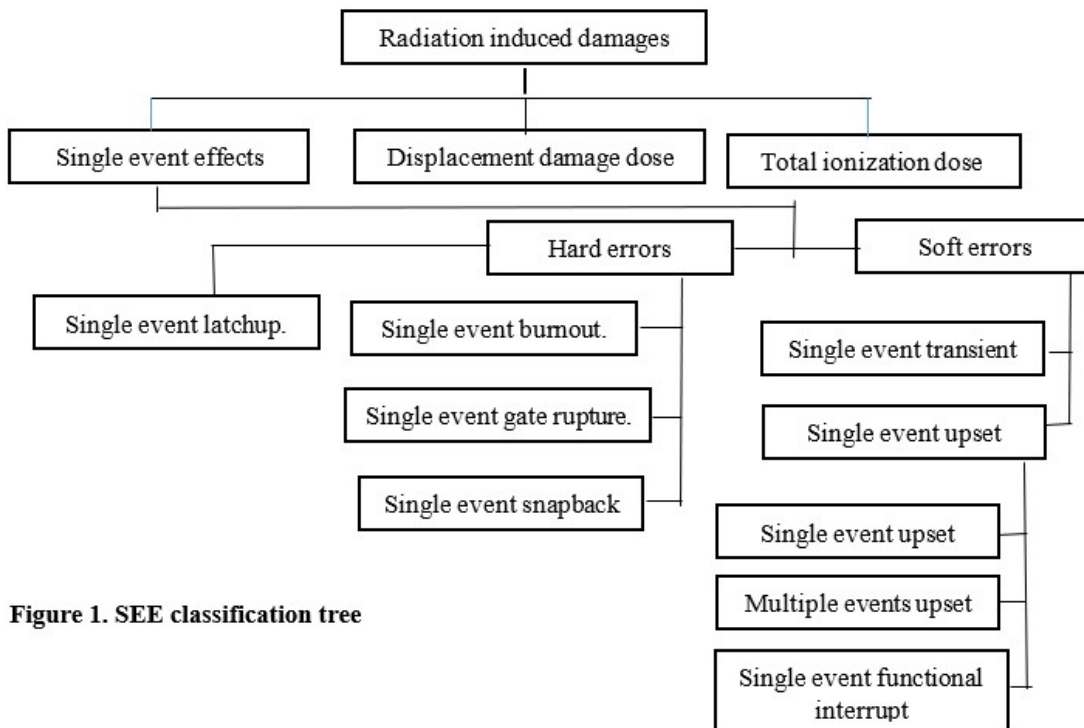 Radiation induced damages
Single event effects
Displacement damage dose
Total ionization dose
Hard errors
Soft errors
Single event latchup.
Single event burnout.
Single event transient
Single event gate rupture.
Single event upset
Single event snapback
Single event upset
Multiple events upset
Single event functional
interrupt
Figure 1. SEE classification tree